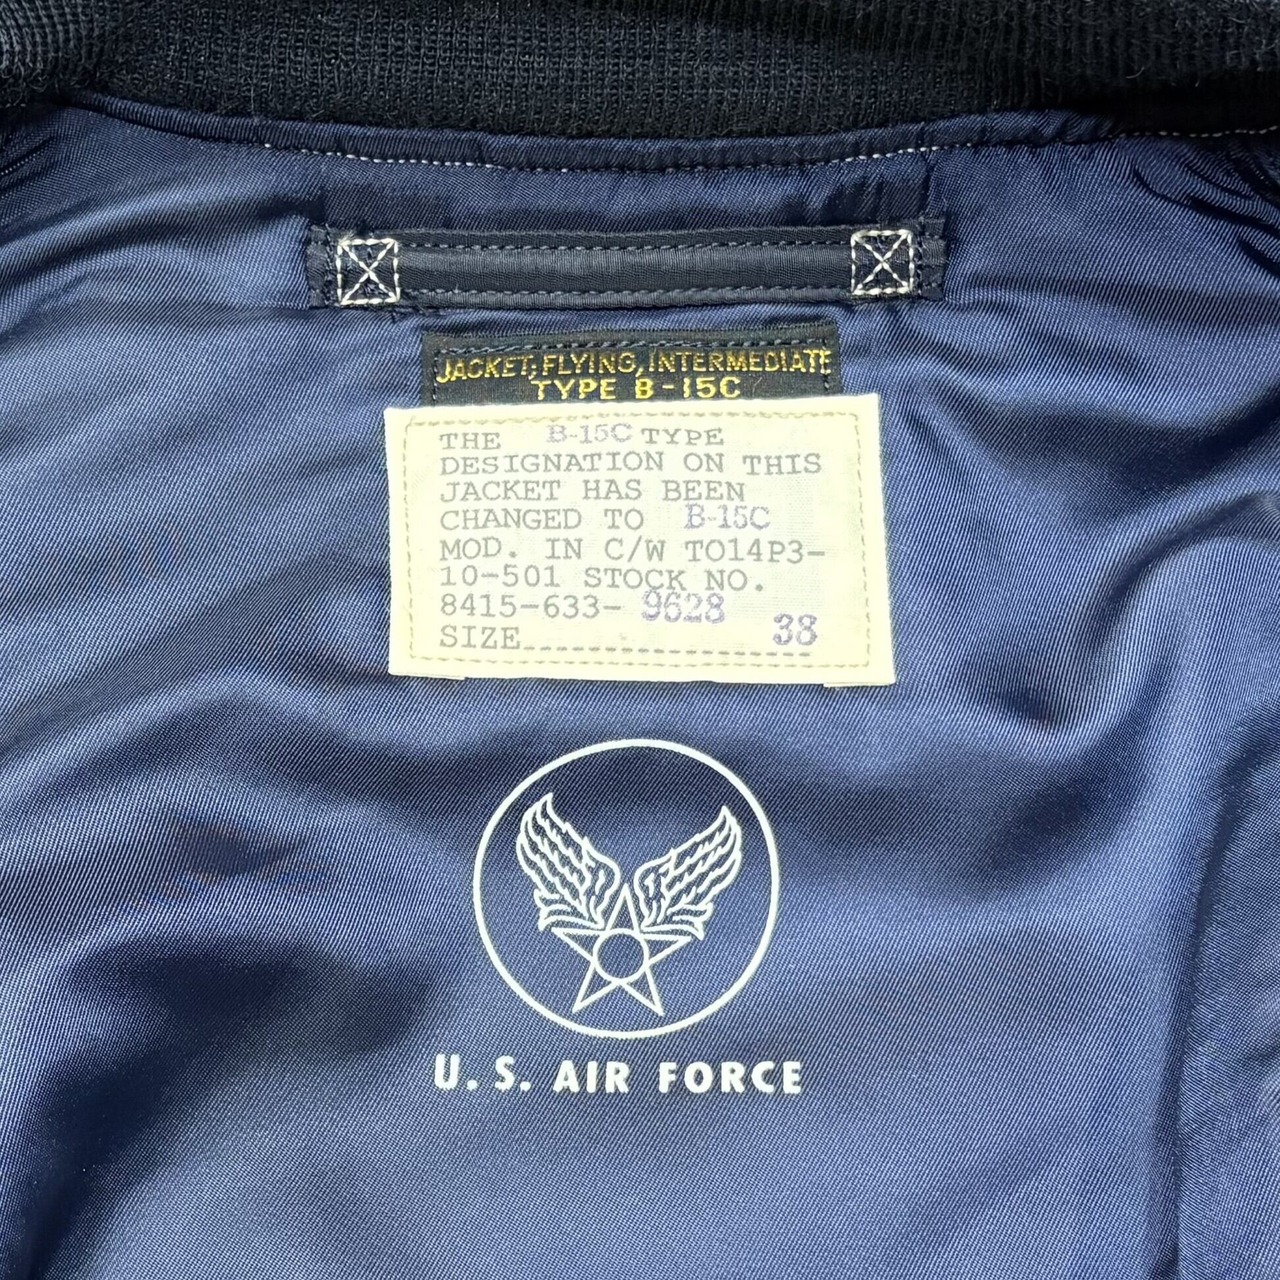 JACKET, FLYING, INTERMEDIATE
TYPE B-15C
THE B-15C TYPE
DESIGNATION ON THIS
JACKET HAS BEEN
CHANGED TO B-15C
MOD. IN C/W TO14P3-
10-501 STOCK NO.
8415-633-9628
SIZE 38
U.S. AIR FORCE